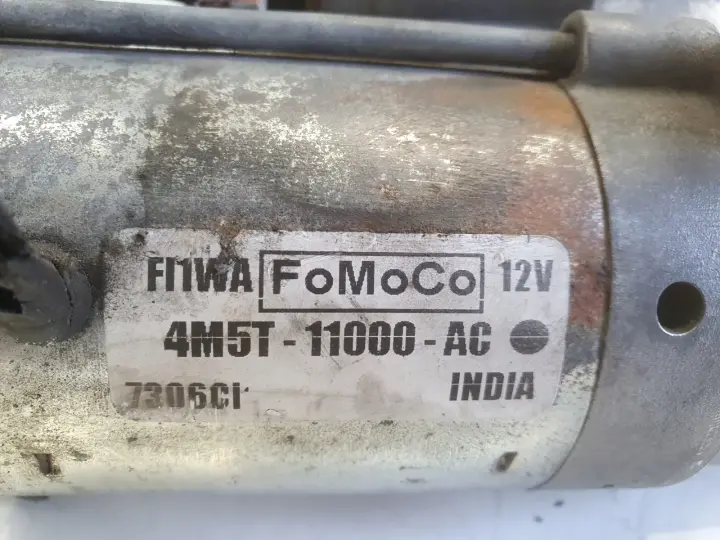 FI1WA FoMoCo 12V
4M5T-11000-AC
7306CI INDIA